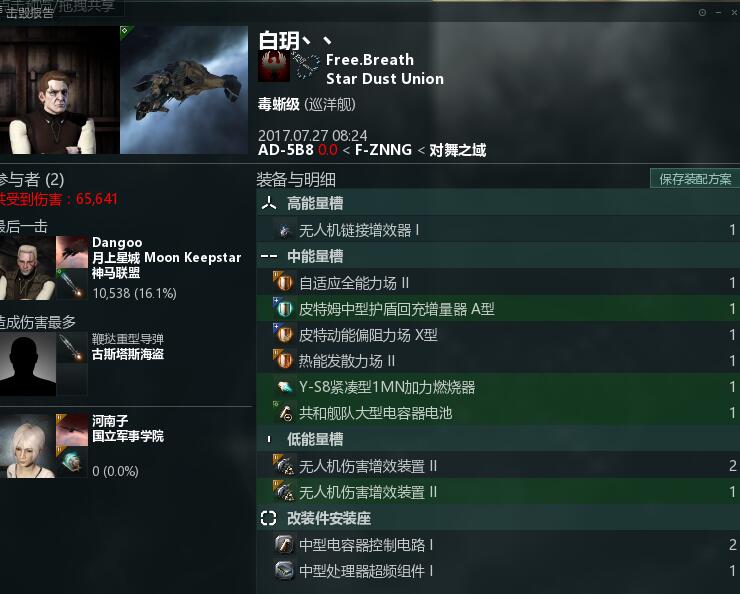 击毁报告
白玥丶丶
Free.Breath
Star Dust Union
毒蜥级 (巡洋舰)
2017.07.27 08:24
AD-5B8 0.0 < F-ZNNG < 对舞之域
参与者 (2)
共受到伤害：65,641
最后一击
Dangoo
月上星城 Moon Keepstar
神马联盟
10,538 (16.1%)
造成伤害最多
鞭挞重型导弹
古斯塔斯海盗
河南子
国立军事学院
0 (0.0%)
装备与明细
保存装配方案
高能量槽
无人机链接增效器 I 1
中能量槽
自适应全能力场 II 1
皮特姆中型护盾回充增量器 A型 1
皮特动能偏阻力场 X型 1
热能发散力场 II 1
Y-S8紧凑型1MN加力燃烧器 1
共和舰队大型电容器电池 1
低能量槽
无人机伤害增效装置 II 2
无人机伤害增效装置 II 1
改装件安装座
中型电容器控制电路 I 2
中型处理器超频组件 I 1